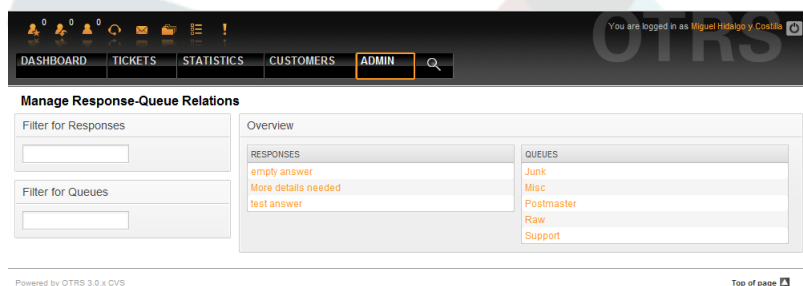 0 0 0
You are logged in as Miguel Hidalgo y Costilla
OTRS
DASHBOARD TICKETS STATISTICS CUSTOMERS ADMIN
Manage Response-Queue Relations
Filter for Responses
Filter for Queues
Overview
RESPONSES
empty answer
More details needed
test answer
QUEUES
Junk
Misc
Postmaster
Raw
Support
Powered by OTRS 3.0.x CVS
Top of page